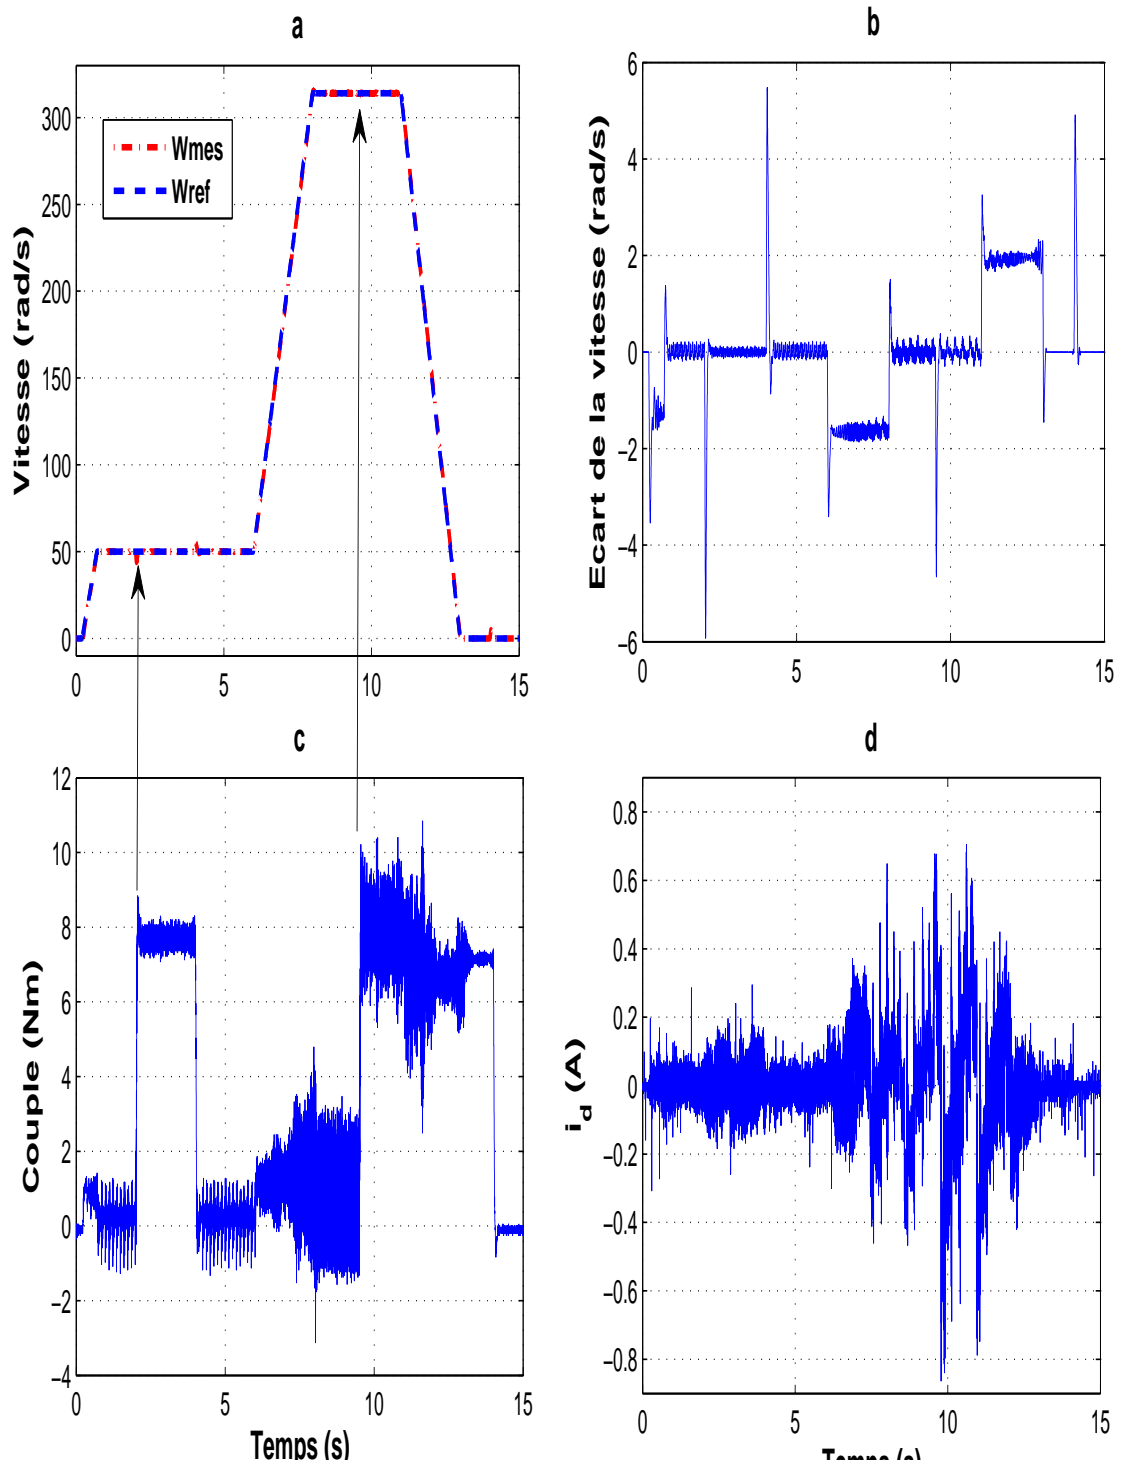 a
Vitesse (rad/s)
300
250
200
150
100
50
0
Wmes
Wref
0 5 10 15
b
Ecart de la vitesse (rad/s)
6
4
2
0
−2
−4
−6
0 5 10 15
c
Couple (Nm)
12
10
8
6
4
2
0
−2
−4
0 5 10 15
Temps (s)
d
i_d (A)
0.8
0.6
0.4
0.2
0
−0.2
−0.4
−0.6
−0.8
0 5 10 15
Temps (s)